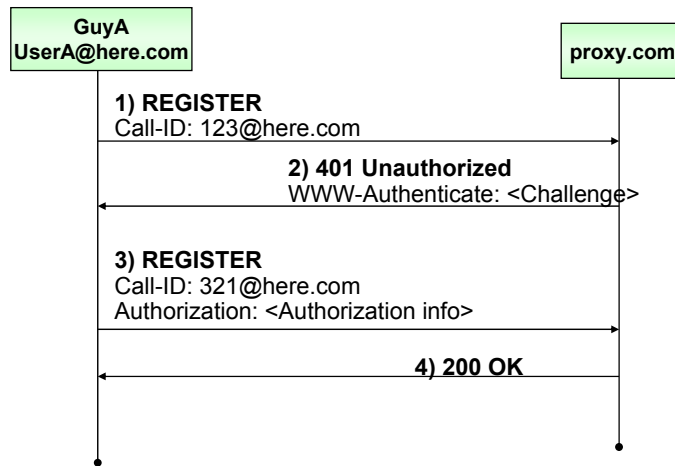 GuyA
UserA@here.com
proxy.com
1) REGISTER
Call-ID: 123@here.com
2) 401 Unauthorized
WWW-Authenticate: <Challenge>
3) REGISTER
Call-ID: 321@here.com
Authorization: <Authorization info>
4) 200 OK